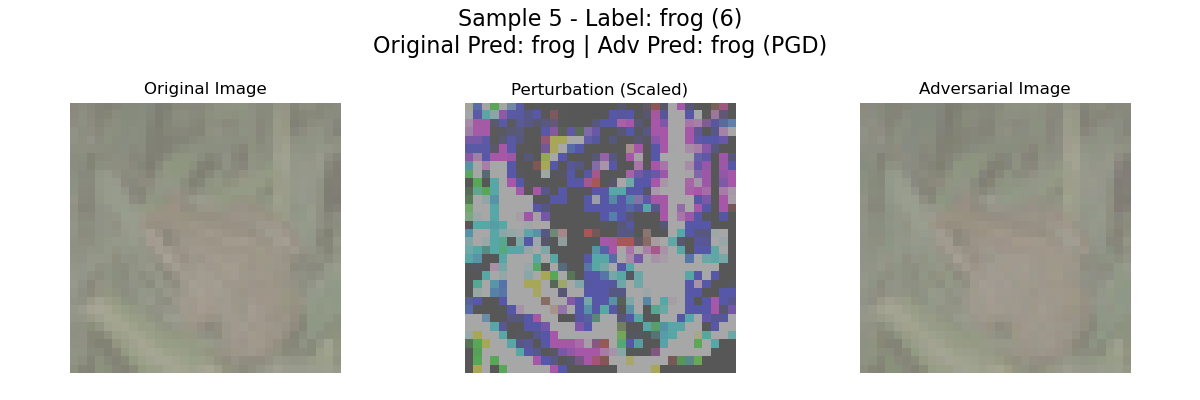 Sample 5 - Label: frog (6)
Original Pred: frog | Adv Pred: frog (PGD)
Original Image
Perturbation (Scaled)
Adversarial Image